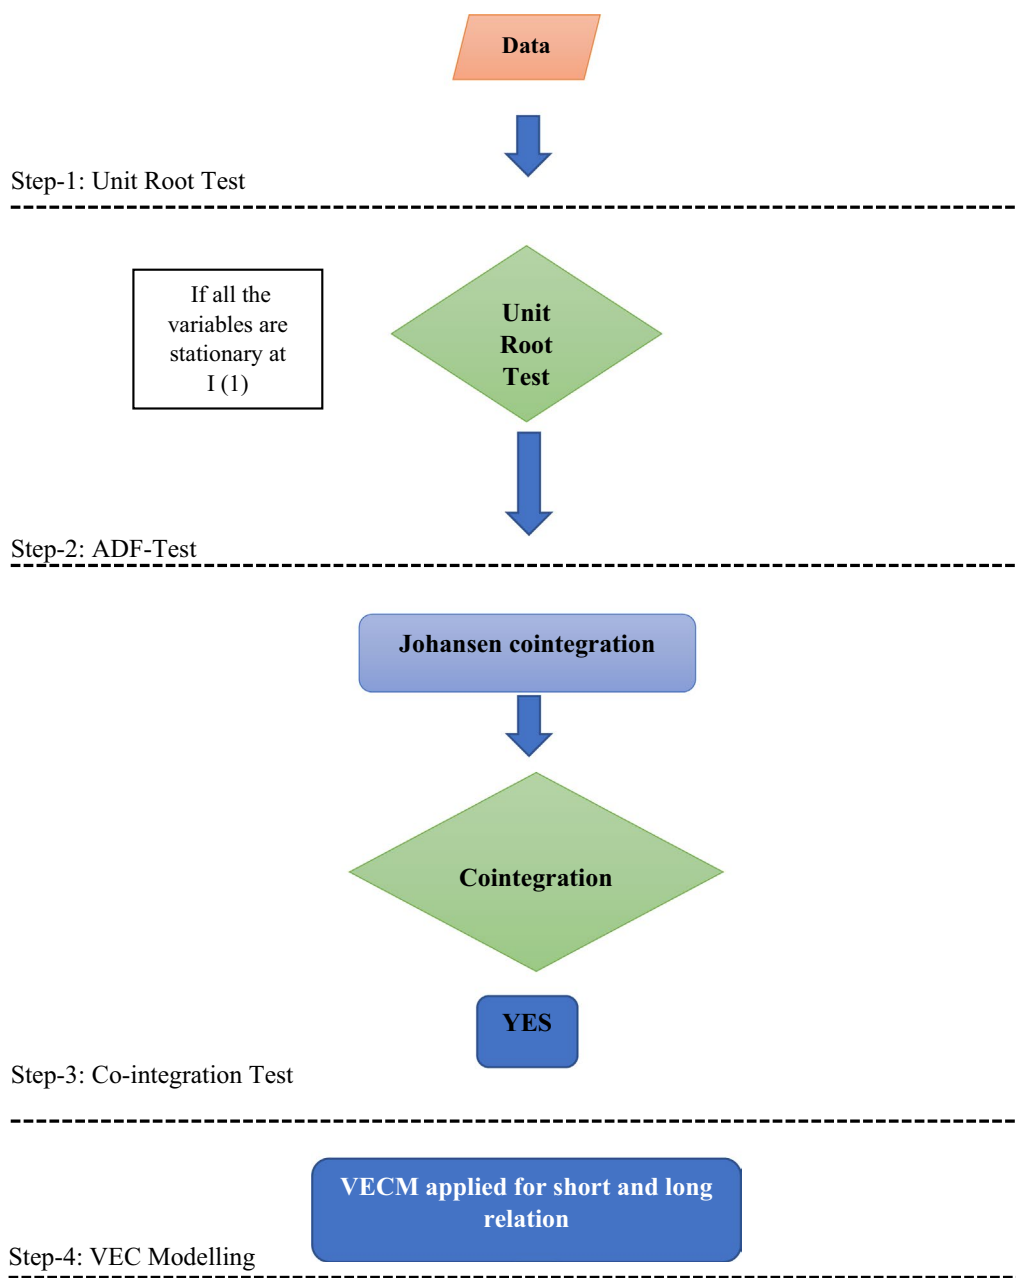 Data
Step-1: Unit Root Test
If all the
variables are
stationary at
I (1)
Unit
Root
Test
Step-2: ADF-Test
Johansen cointegration
Cointegration
YES
Step-3: Co-integration Test
VECM applied for short and long
relation
Step-4: VEC Modelling